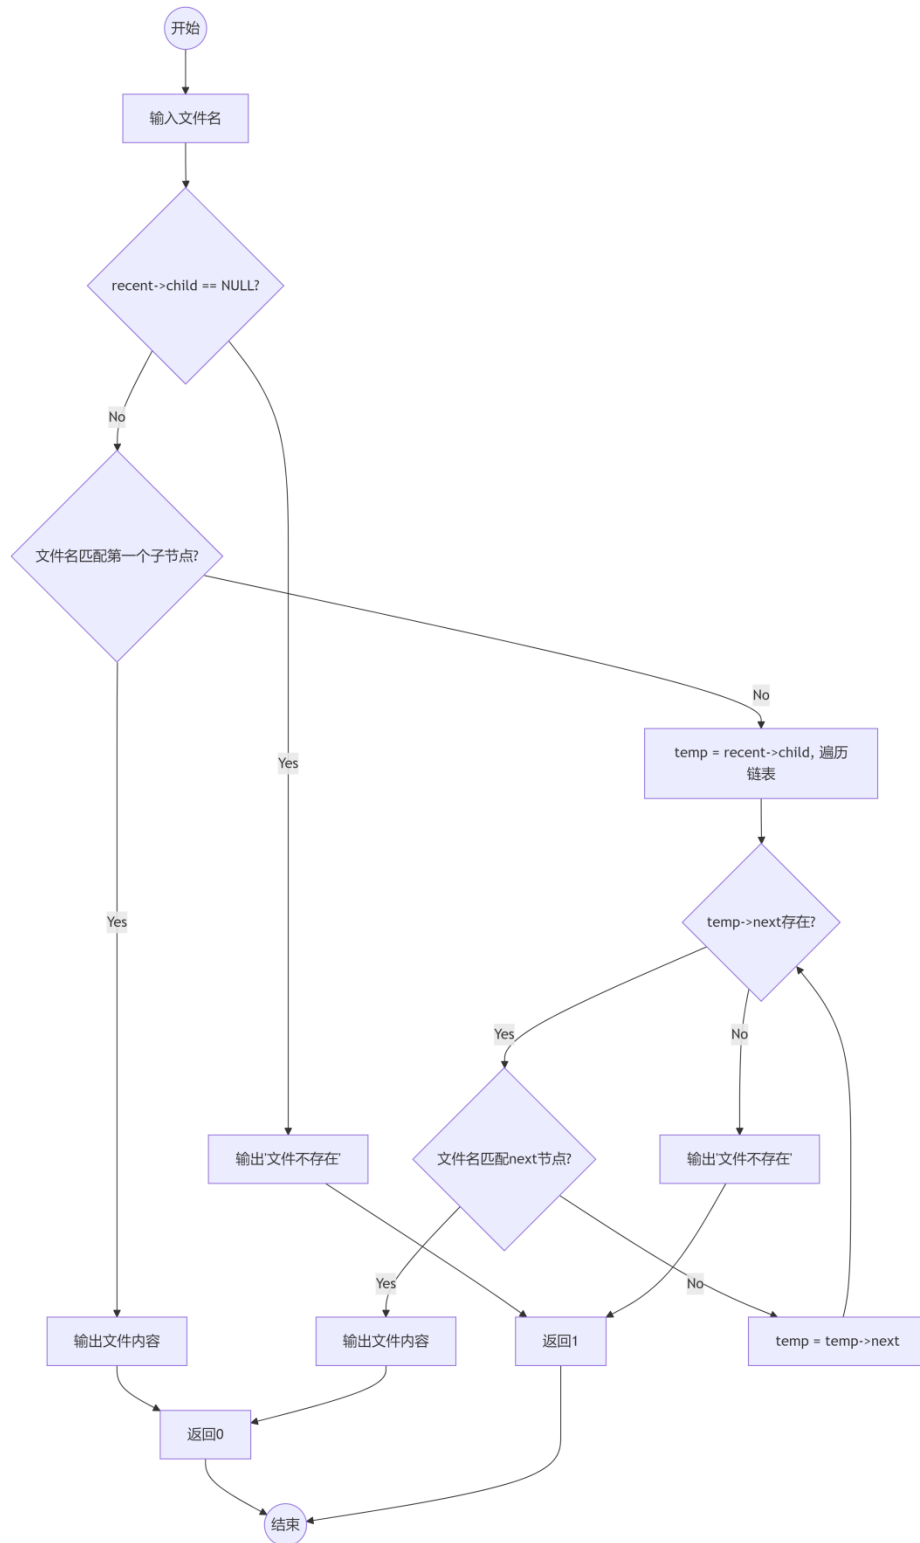 开始
输入文件名
recent->child == NULL?
No
文件名匹配第一个子节点?
No
temp = recent->child, 遍历
链表
Yes
Yes
temp->next存在?
Yes
No
输出'文件不存在'
文件名匹配next节点?
输出'文件不存在'
Yes
No
输出文件内容
输出文件内容
返回1
temp = temp->next
返回0
结束